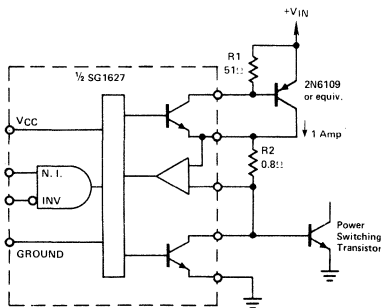 +VIN
R1
51Ω
2N6109
or equiv.
½ SG1627
VCC
1 Amp
R2
0.8Ω
N. I.
INV
Power
Switching
Transistor
GROUND